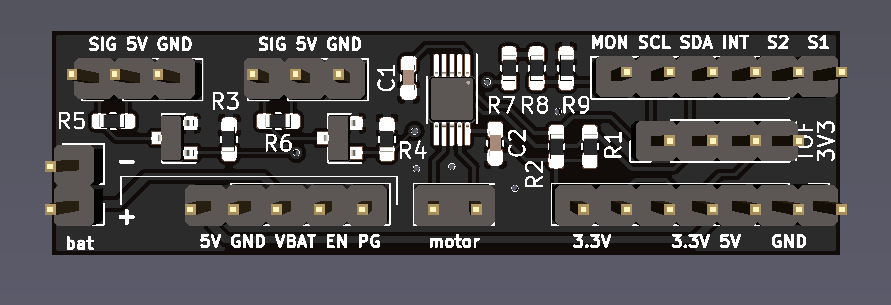 SIG 5V GND
SIG 5V GND
MON SCL SDA INT S2 S1
C1
R3
R5
R7 R8 R9
R6
R4
C2
R2
R1
3V3
-
+
bat
5V GND VBAT EN PG
motor
3.3V
3.3V 5V
GND